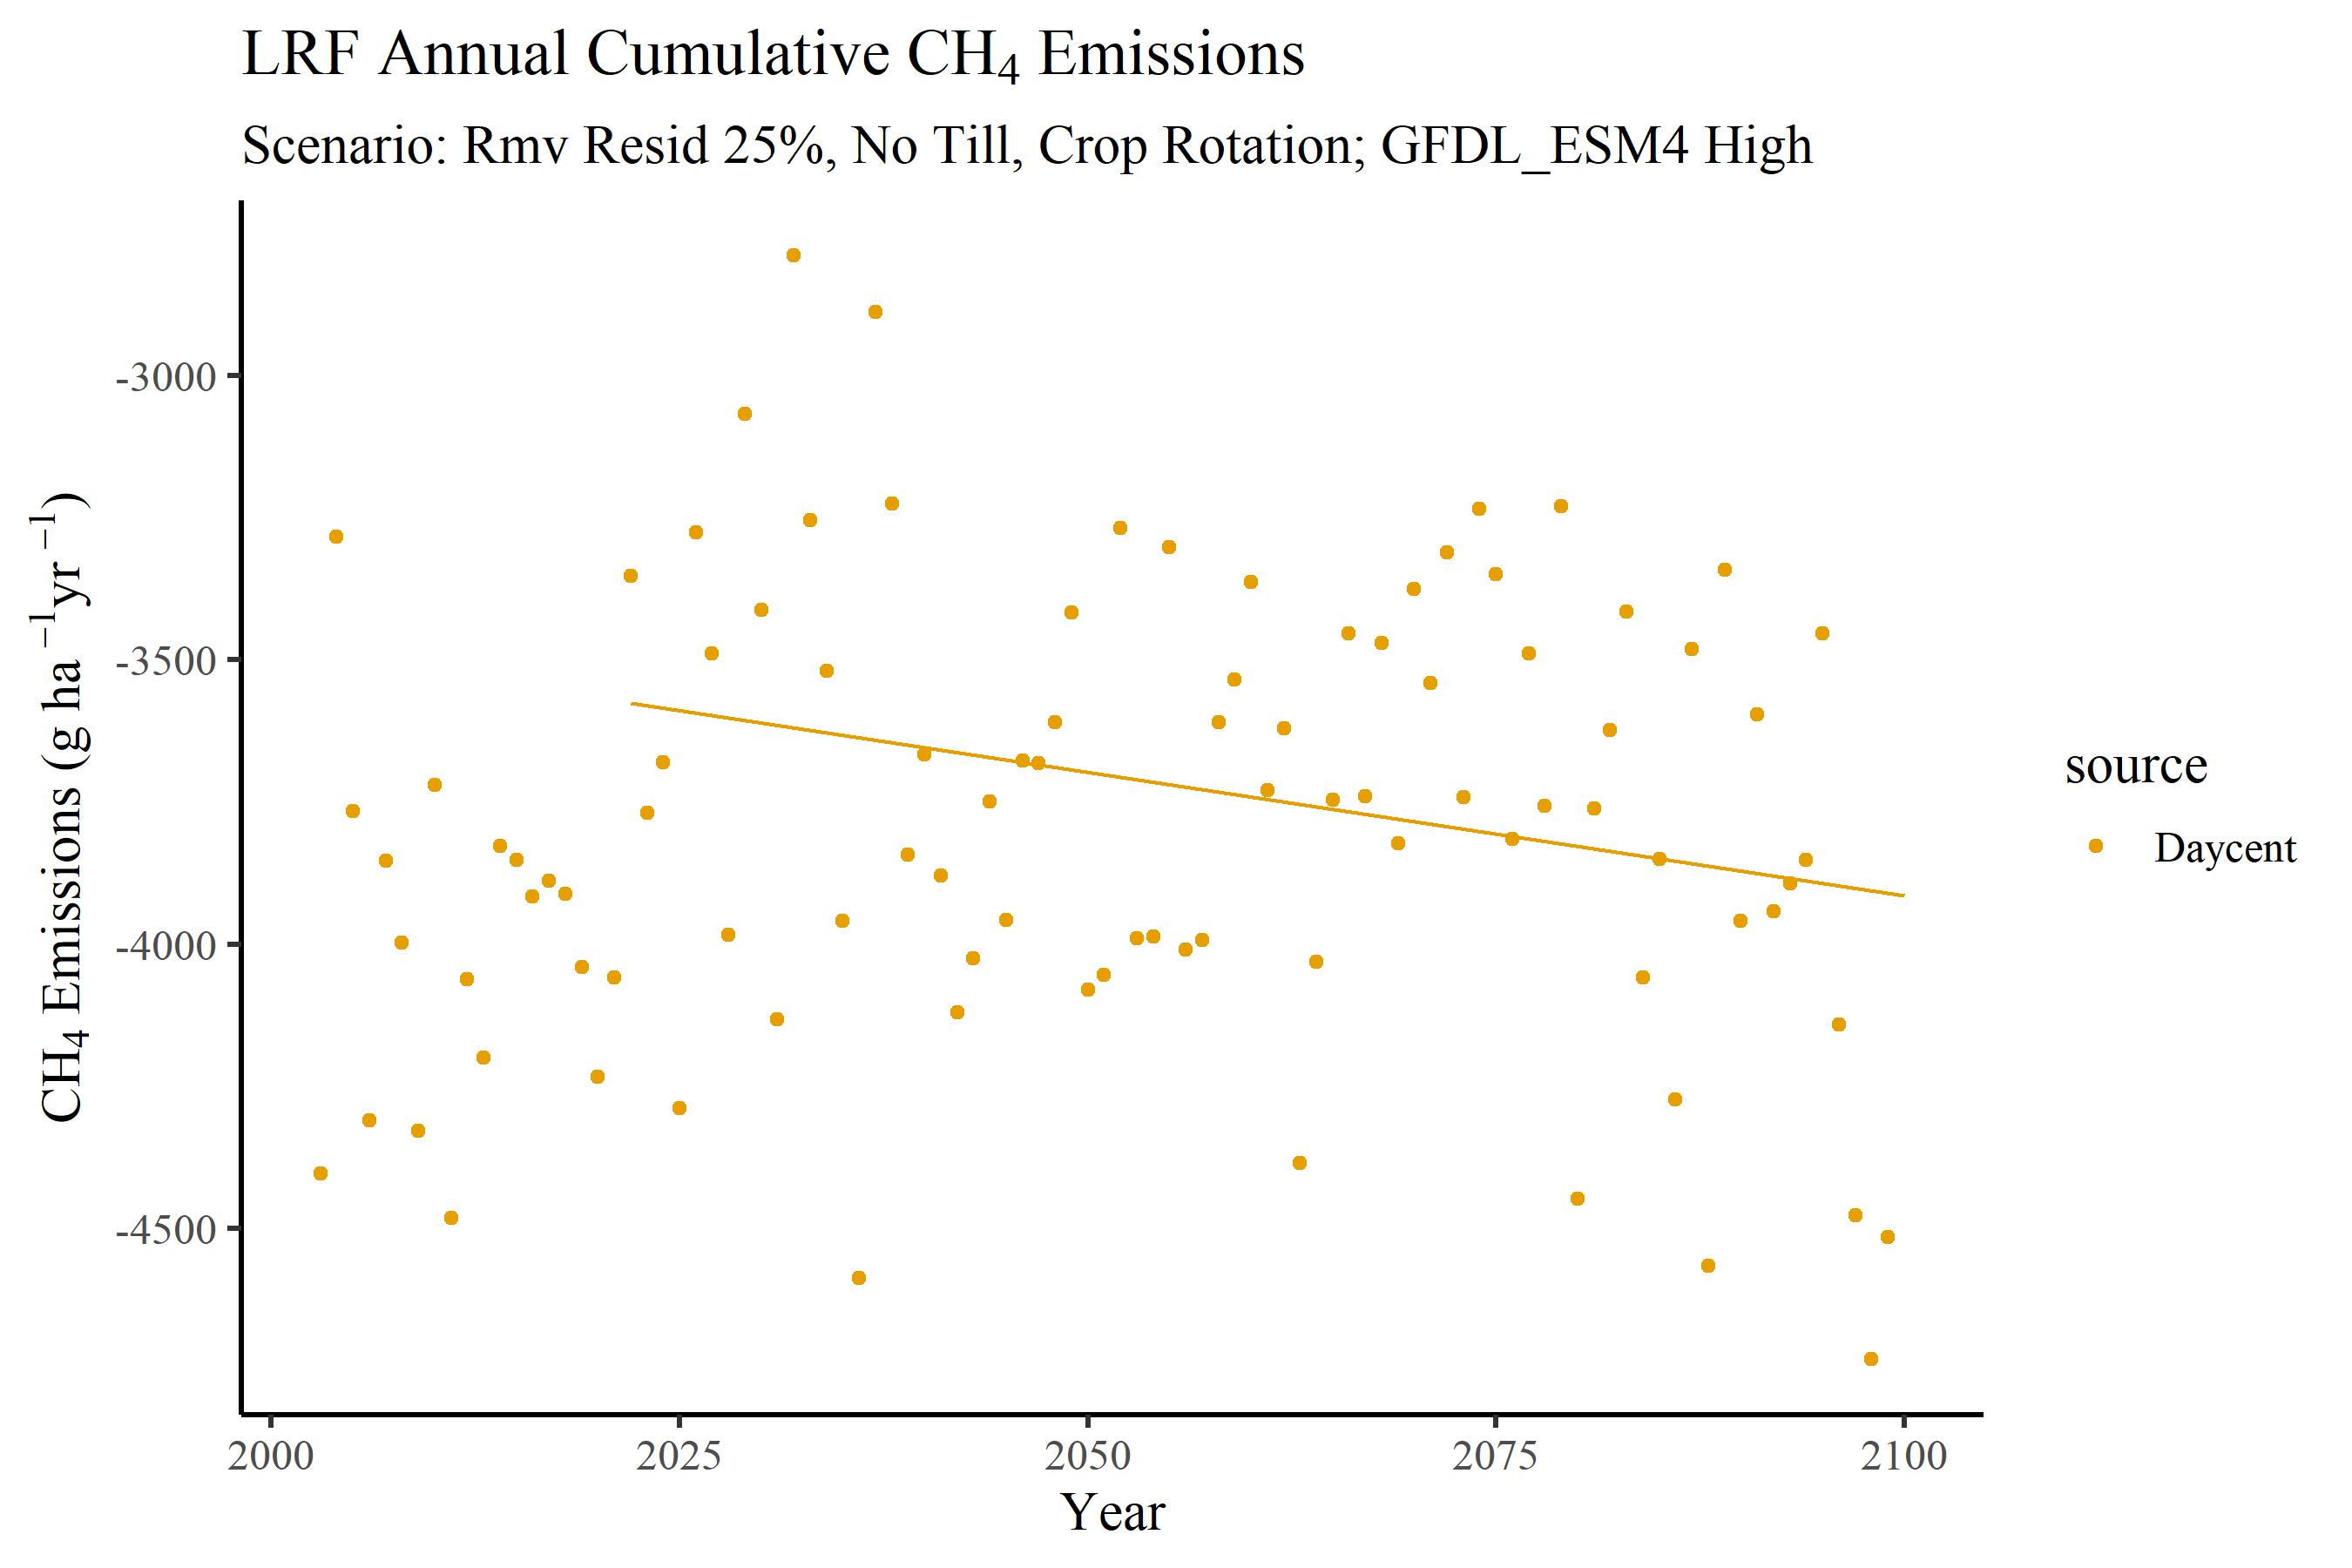 LRF Annual Cumulative CH₄ Emissions
Scenario: Rmv Resid 25%, No Till, Crop Rotation; GFDL_ESM4 High
CH₄ Emissions (g ha⁻¹yr⁻¹)
-3000
-3500
-4000
-4500
2000 2025 2050 2075 2100
Year
source
Daycent